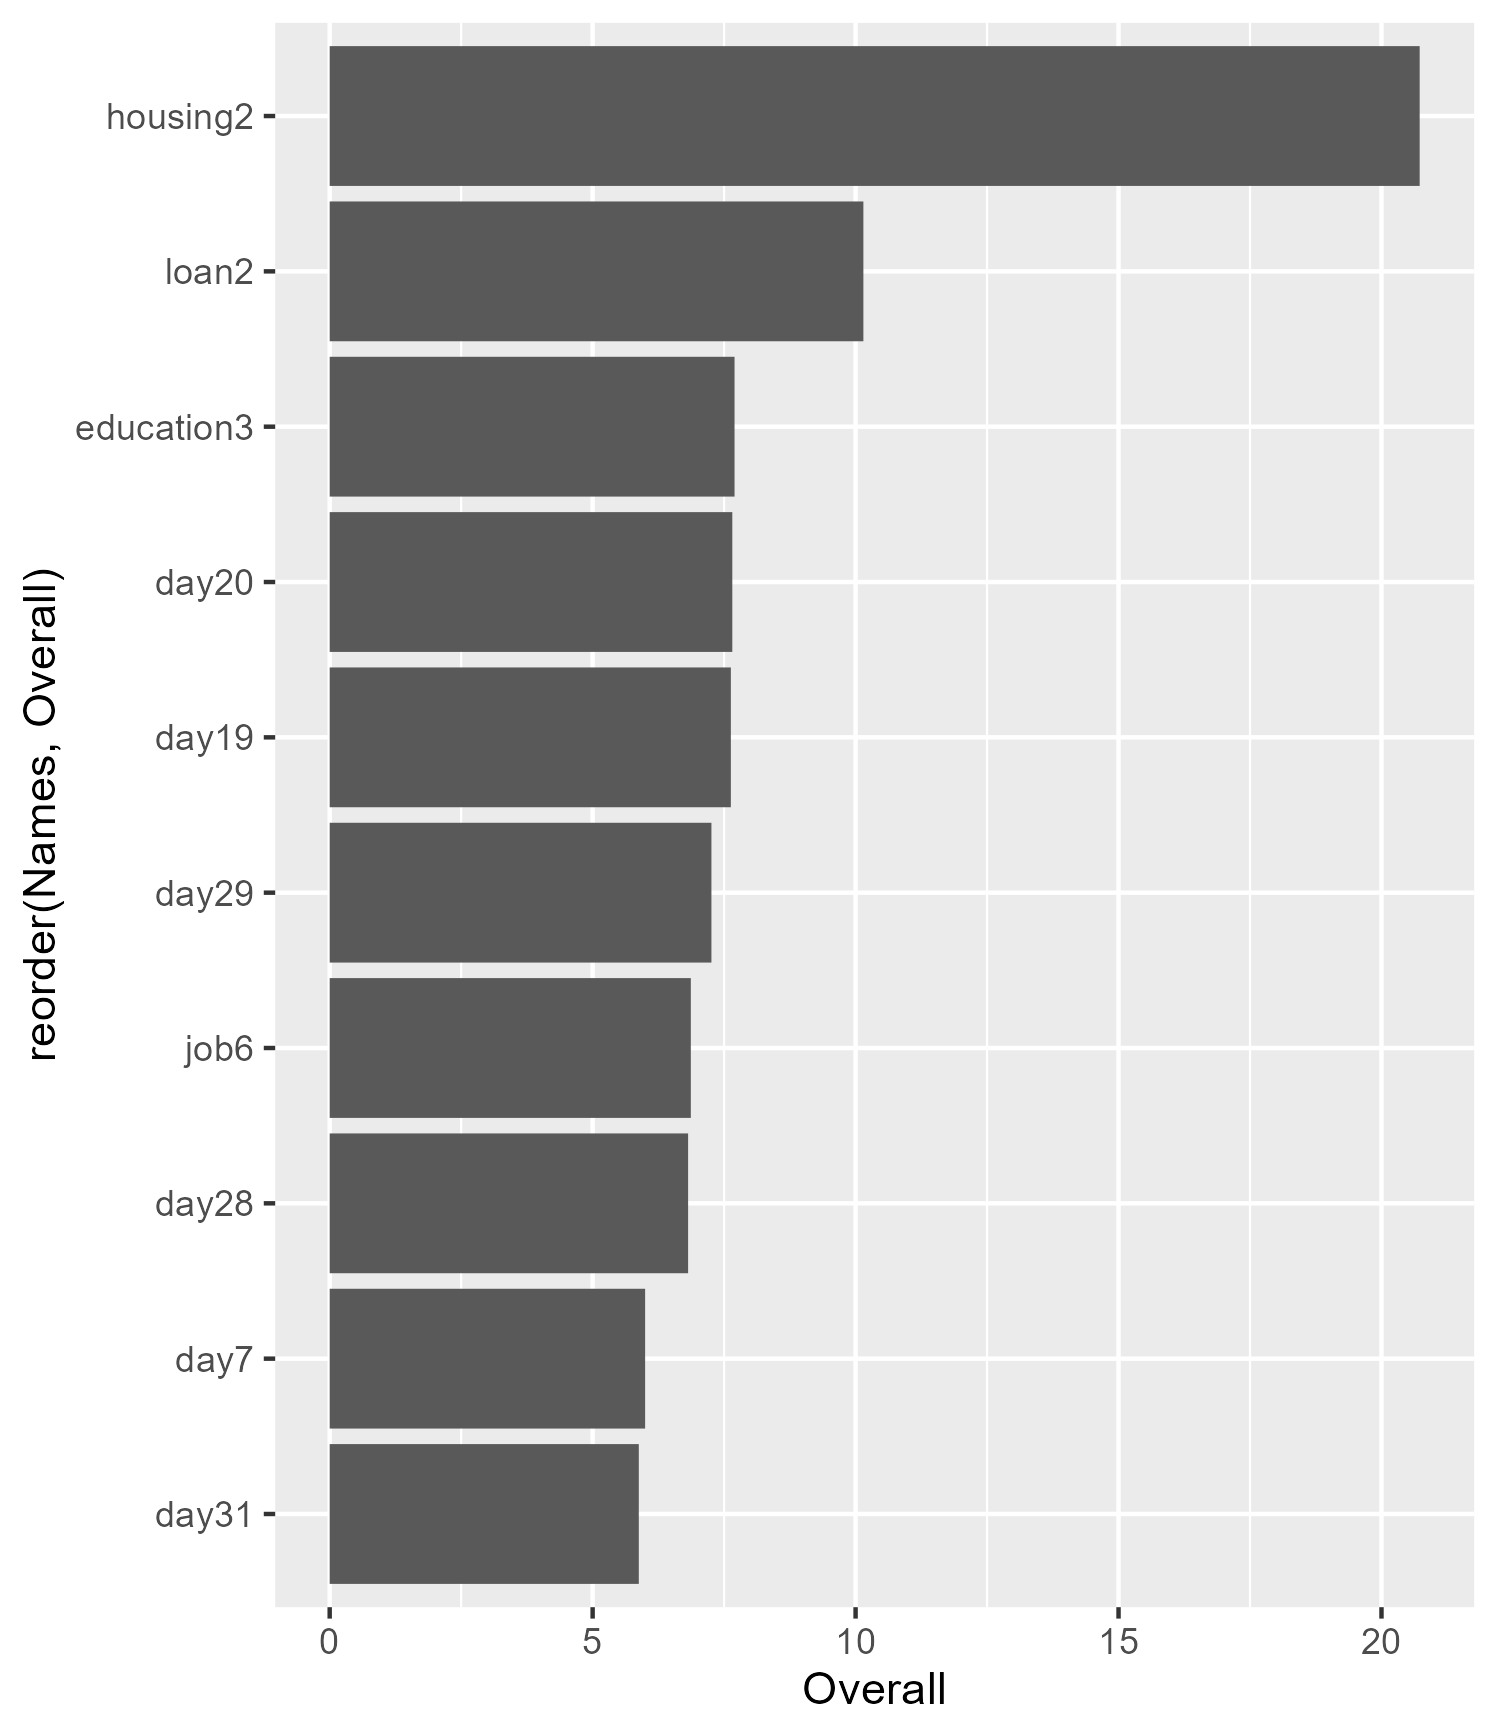 housing2
loan2
education3
day20
day19
day29
job6
day28
day7
day31
reorder(Names, Overall)
0 5 10 15 20
Overall